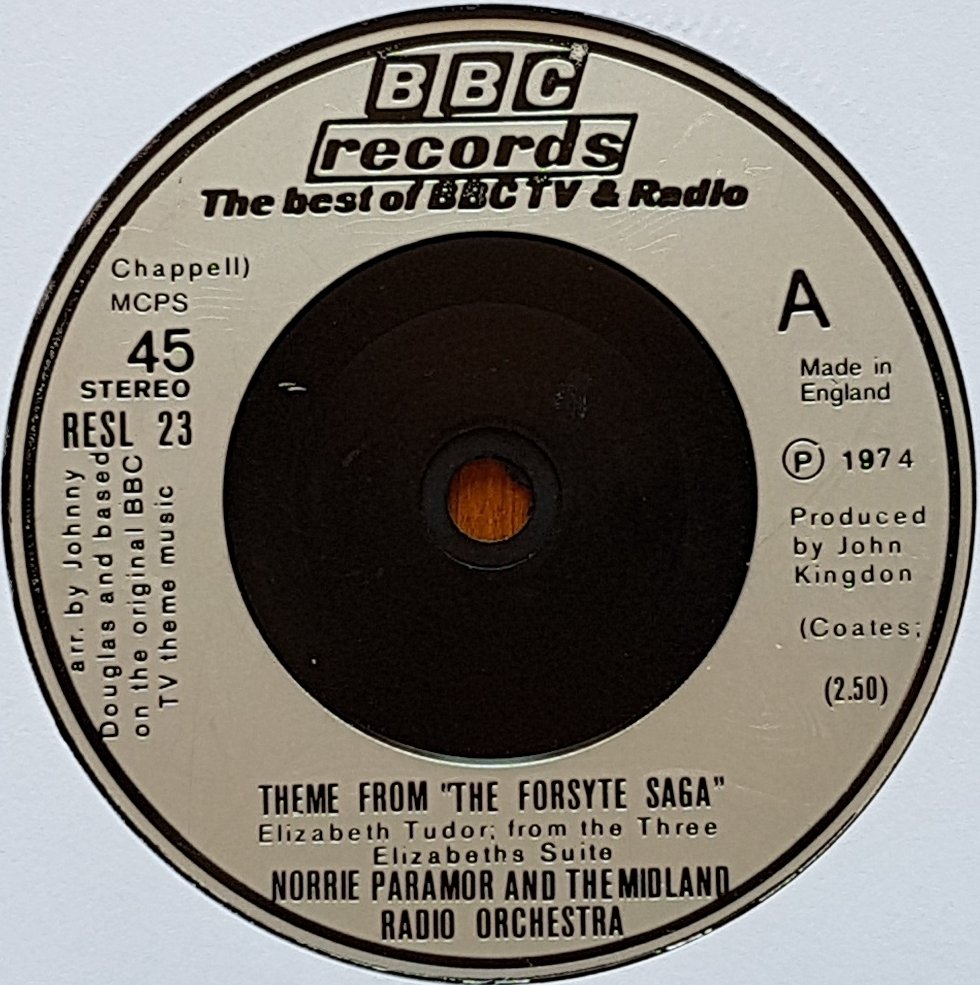 BBC
records
The best of BBC TV & Radio
Chappell)
MCPS
45
STEREO
RESL 23
arr. by Johnny
Douglas and based
on the original BBC
TV theme music
A
Made in
England
Ⓟ 1974
Produced
by John
Kingdon
(Coates;
(2.50)
THEME FROM "THE FORSYTE SAGA"
Elizabeth Tudor; from the Three
Elizabeths Suite
NORRIE PARAMOR AND THE MIDLAND
RADIO ORCHESTRA